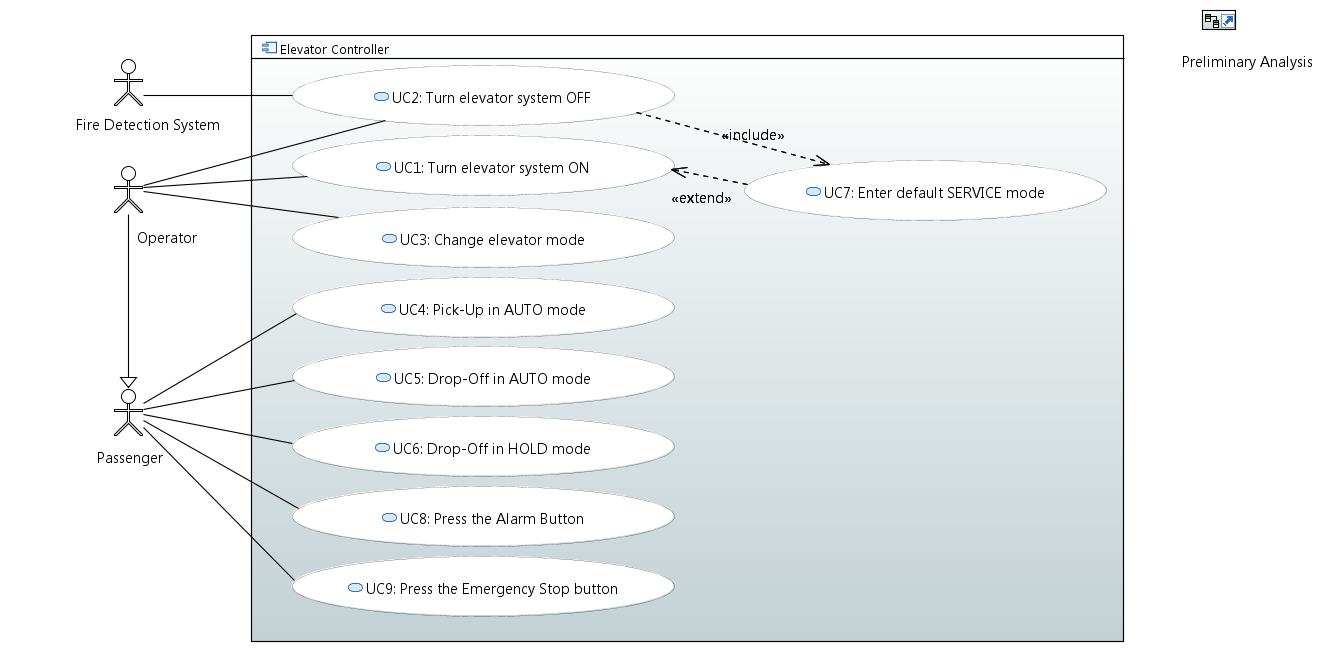 Elevator Controller
Preliminary Analysis
Fire Detection System
UC2: Turn elevator system OFF
«include»
UC1: Turn elevator system ON
UC7: Enter default SERVICE mode
«extend»
Operator
UC3: Change elevator mode
UC4: Pick-Up in AUTO mode
UC5: Drop-Off in AUTO mode
UC6: Drop-Off in HOLD mode
Passenger
UC8: Press the Alarm Button
UC9: Press the Emergency Stop button